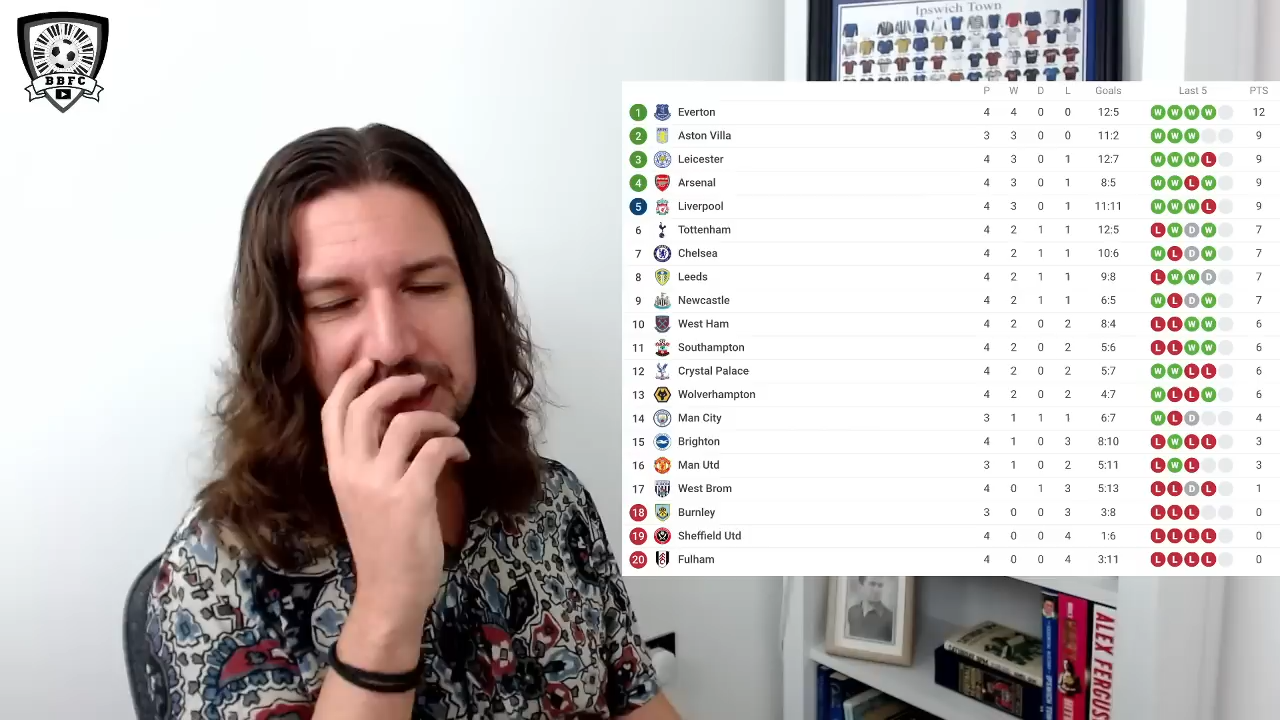 BBFC
Ipswich Town
P W D L Goals Last 5 PTS
1 Everton 4 4 0 0 12:5 W W W W 12
2 Aston Villa 3 3 0 0 11:2 W W W 9
3 Leicester 4 3 0 1 12:7 W W W L 9
4 Arsenal 4 3 0 1 8:5 W W L W 9
5 Liverpool 4 3 0 1 11:11 W W W L 9
6 Tottenham 4 2 1 1 12:5 L W D W 7
7 Chelsea 4 2 1 1 10:6 W L D W 7
8 Leeds 4 2 1 1 9:8 L W W D 7
9 Newcastle 4 2 1 1 6:5 W L D W 7
10 West Ham 4 2 0 2 8:4 L L W W 6
11 Southampton 4 2 0 2 5:6 L L W W 6
12 Crystal Palace 4 2 0 2 5:7 W W L L 6
13 Wolverhampton 4 2 0 2 4:7 W L L W 6
14 Man City 3 1 1 1 6:7 W L D 4
15 Brighton 4 1 0 3 8:10 L W L L 3
16 Man Utd 3 1 0 2 5:11 L W L 3
17 West Brom 4 0 1 3 5:13 L L D L 1
18 Burnley 3 0 0 3 3:8 L L L 0
19 Sheffield Utd 4 0 0 4 1:6 L L L L 0
20 Fulham 4 0 0 4 3:11 L L L L 0
ALEX FERGUS